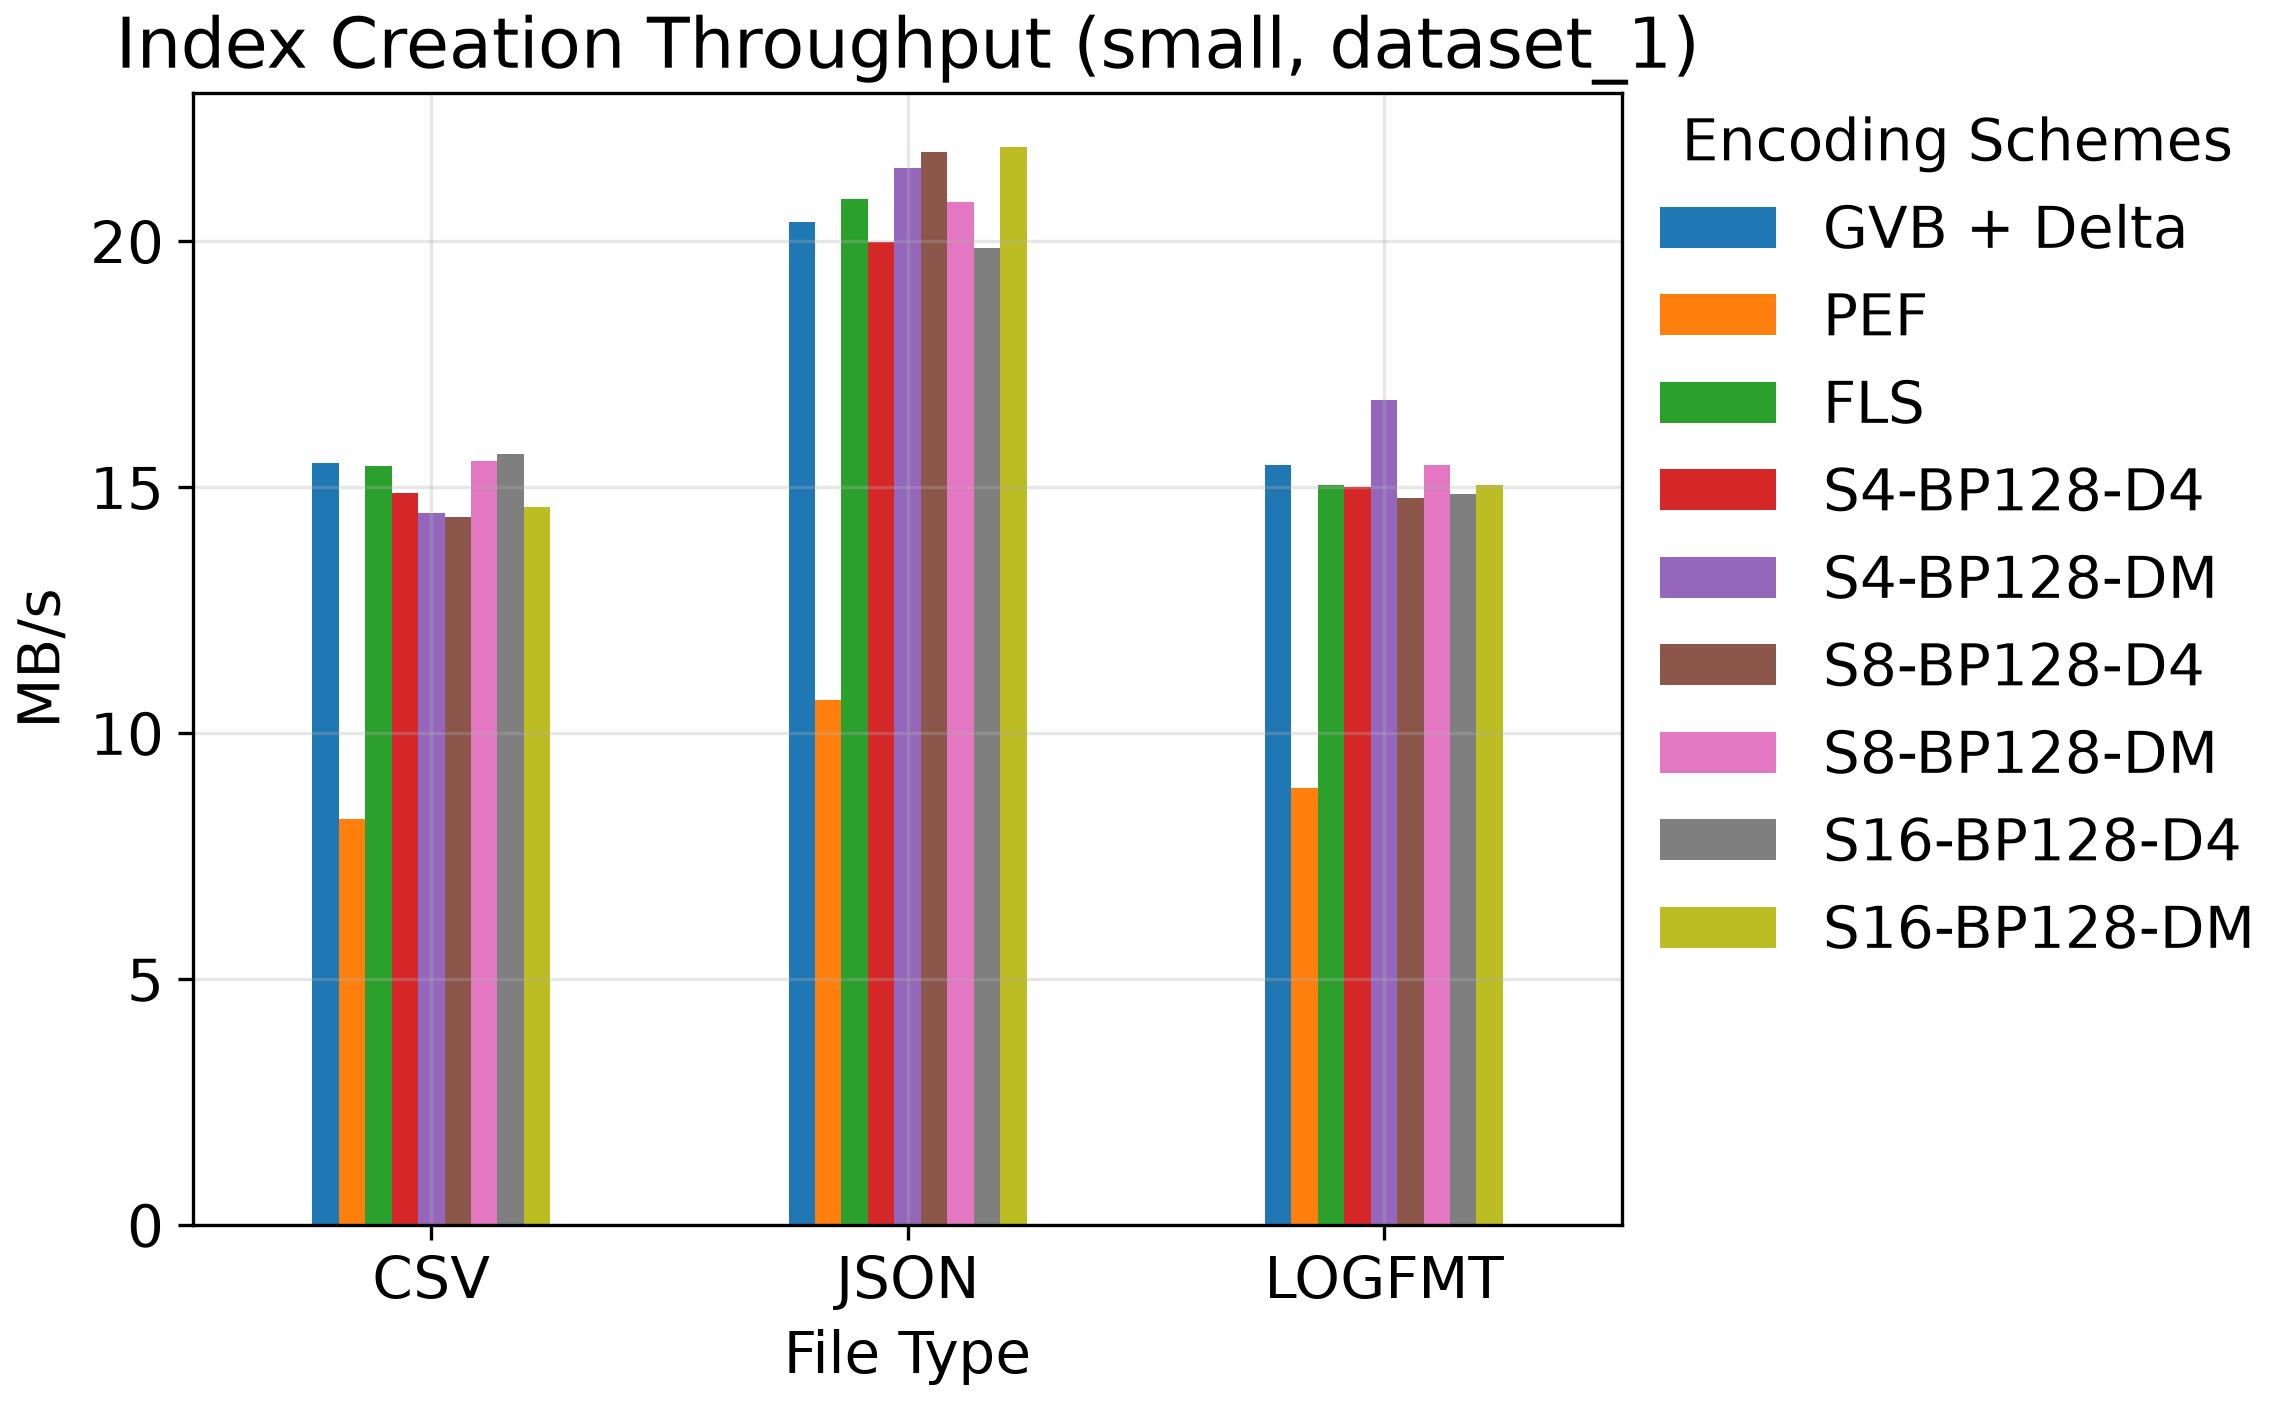 Index Creation Throughput (small, dataset_1)
MB/s
20
15
10
5
0
CSV
JSON
LOGFMT
File Type
Encoding Schemes
GVB + Delta
PEF
FLS
S4-BP128-D4
S4-BP128-DM
S8-BP128-D4
S8-BP128-DM
S16-BP128-D4
S16-BP128-DM